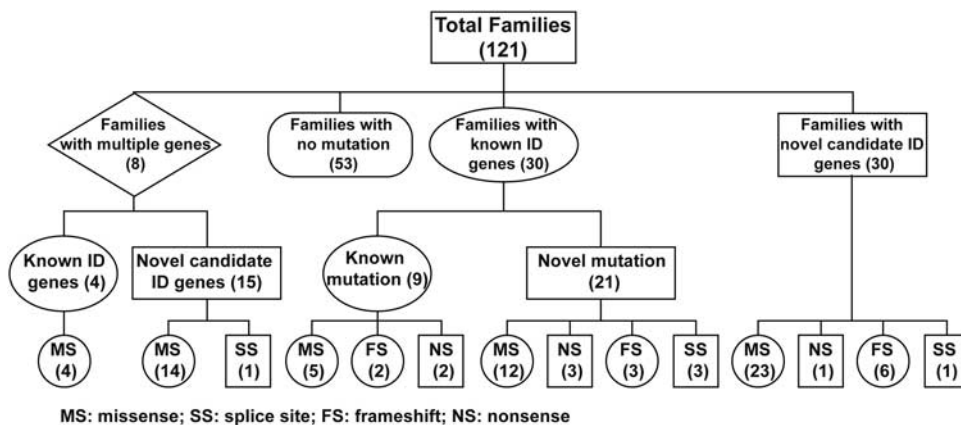 Total Families
(121)
Families
with multiple genes
(8)
Families with
no mutation
(53)
Families with
known ID
genes (30)
Families with
novel candidate ID
genes (30)
Known ID
genes (4)
Novel candidate
ID genes (15)
Known
mutation (9)
Novel mutation
(21)
MS
(4)
MS
(14)
SS
(1)
MS
(5)
FS
(2)
NS
(2)
MS
(12)
NS
(3)
FS
(3)
SS
(3)
MS
(23)
NS
(1)
FS
(6)
SS
(1)
MS: missense; SS: splice site; FS: frameshift; NS: nonsense